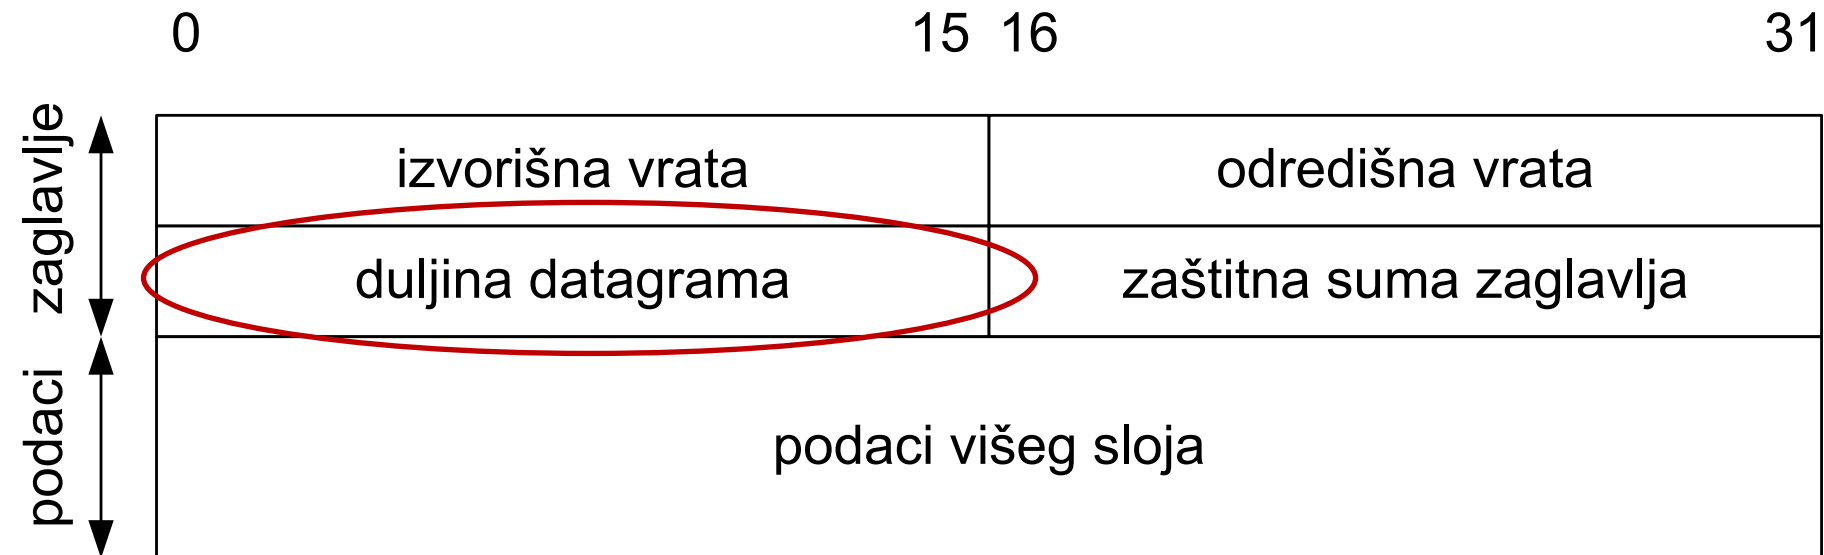 0 15 16 31
zaglavlje
izvorišna vrata odredišna vrata
duljina datagrama zaštitna suma zaglavlja
podaci
podaci višeg sloja